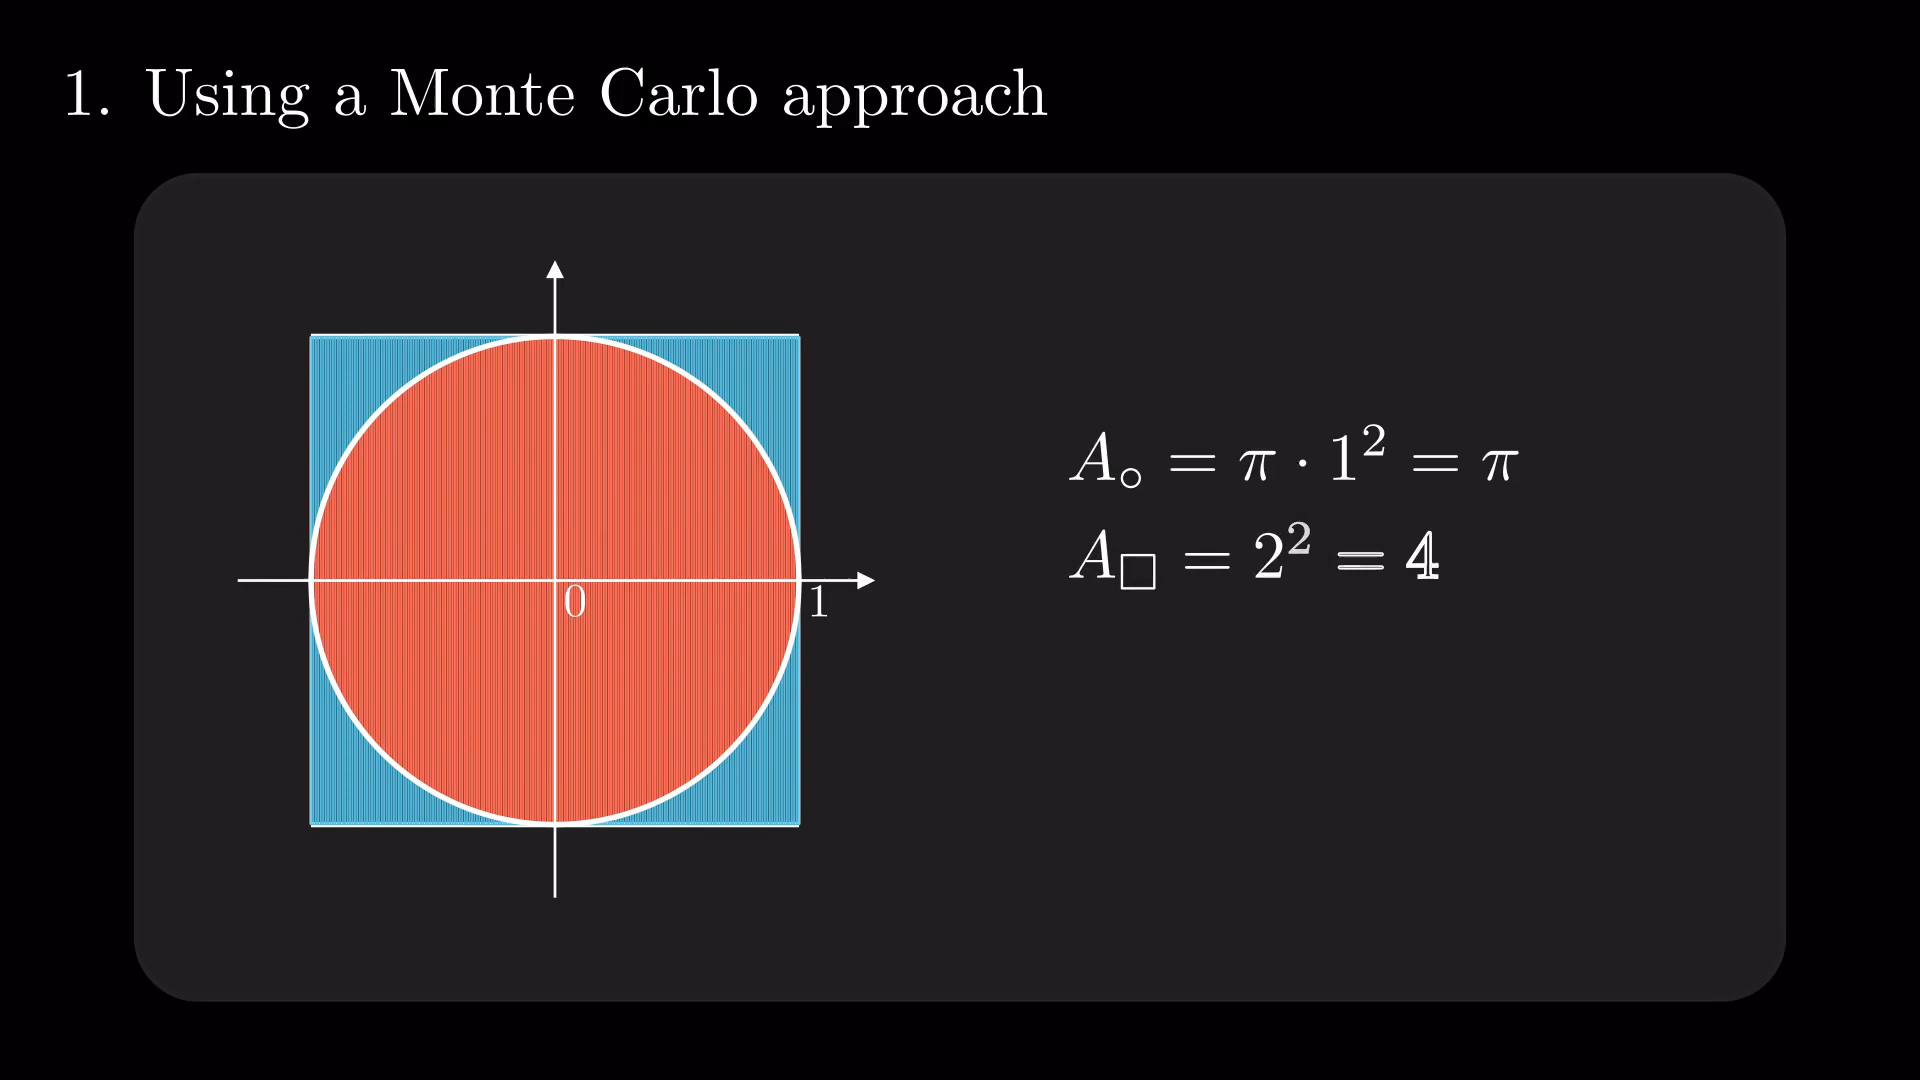 1. Using a Monte Carlo approach
A○ = π · 1² = π
A□ = 2² = 4
0 1